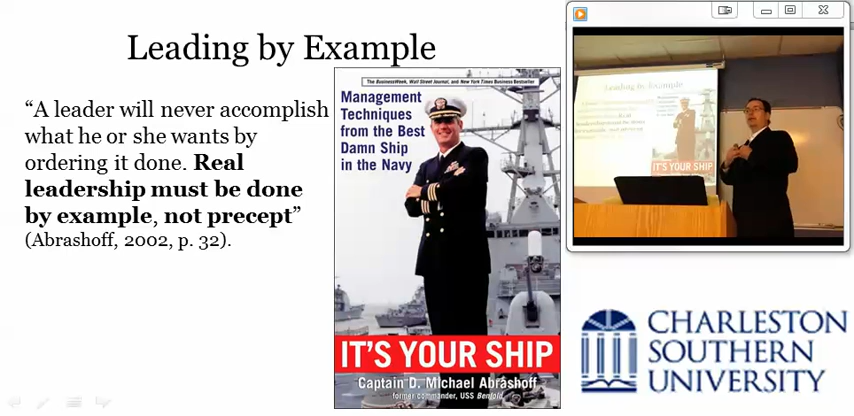 Leading by Example
“A leader will never accomplish
what he or she wants by
ordering it done. Real
leadership must be done
by example, not precept”
(Abrashoff, 2002, p. 32).
The BusinessWeek, Wall Street Journal, and New York Times Business Bestseller
Management
Techniques
from the Best
Damn Ship
in the Navy
IT'S YOUR SHIP
Captain D. Michael Abrashoff
former commander, USS Benfold
Leading by Example
IT'S YOUR SHIP
CHARLESTON
SOUTHERN
UNIVERSITY